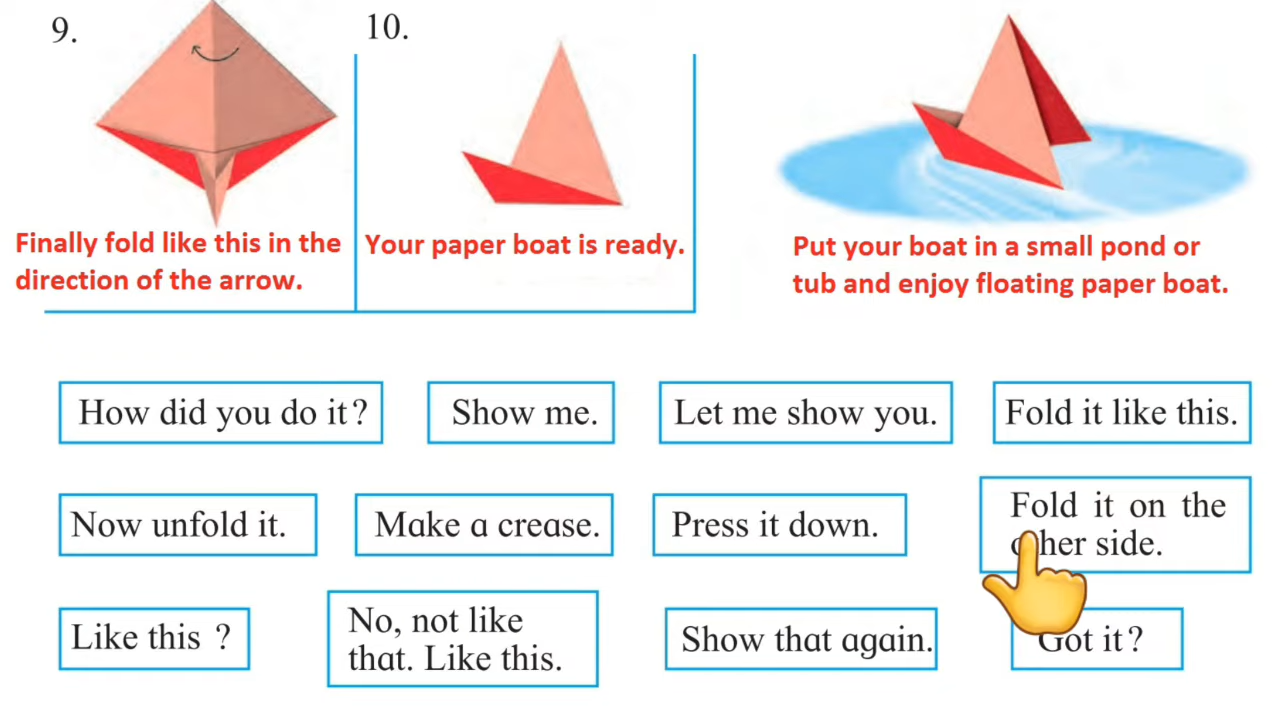 9.
10.
Finally fold like this in the
direction of the arrow.
Your paper boat is ready.
Put your boat in a small pond or
tub and enjoy floating paper boat.
How did you do it?
Show me.
Let me show you.
Fold it like this.
Now unfold it.
Make a crease.
Press it down.
Fold it on the
other side.
Like this ?
No, not like
that. Like this.
Show that again.
Got it?